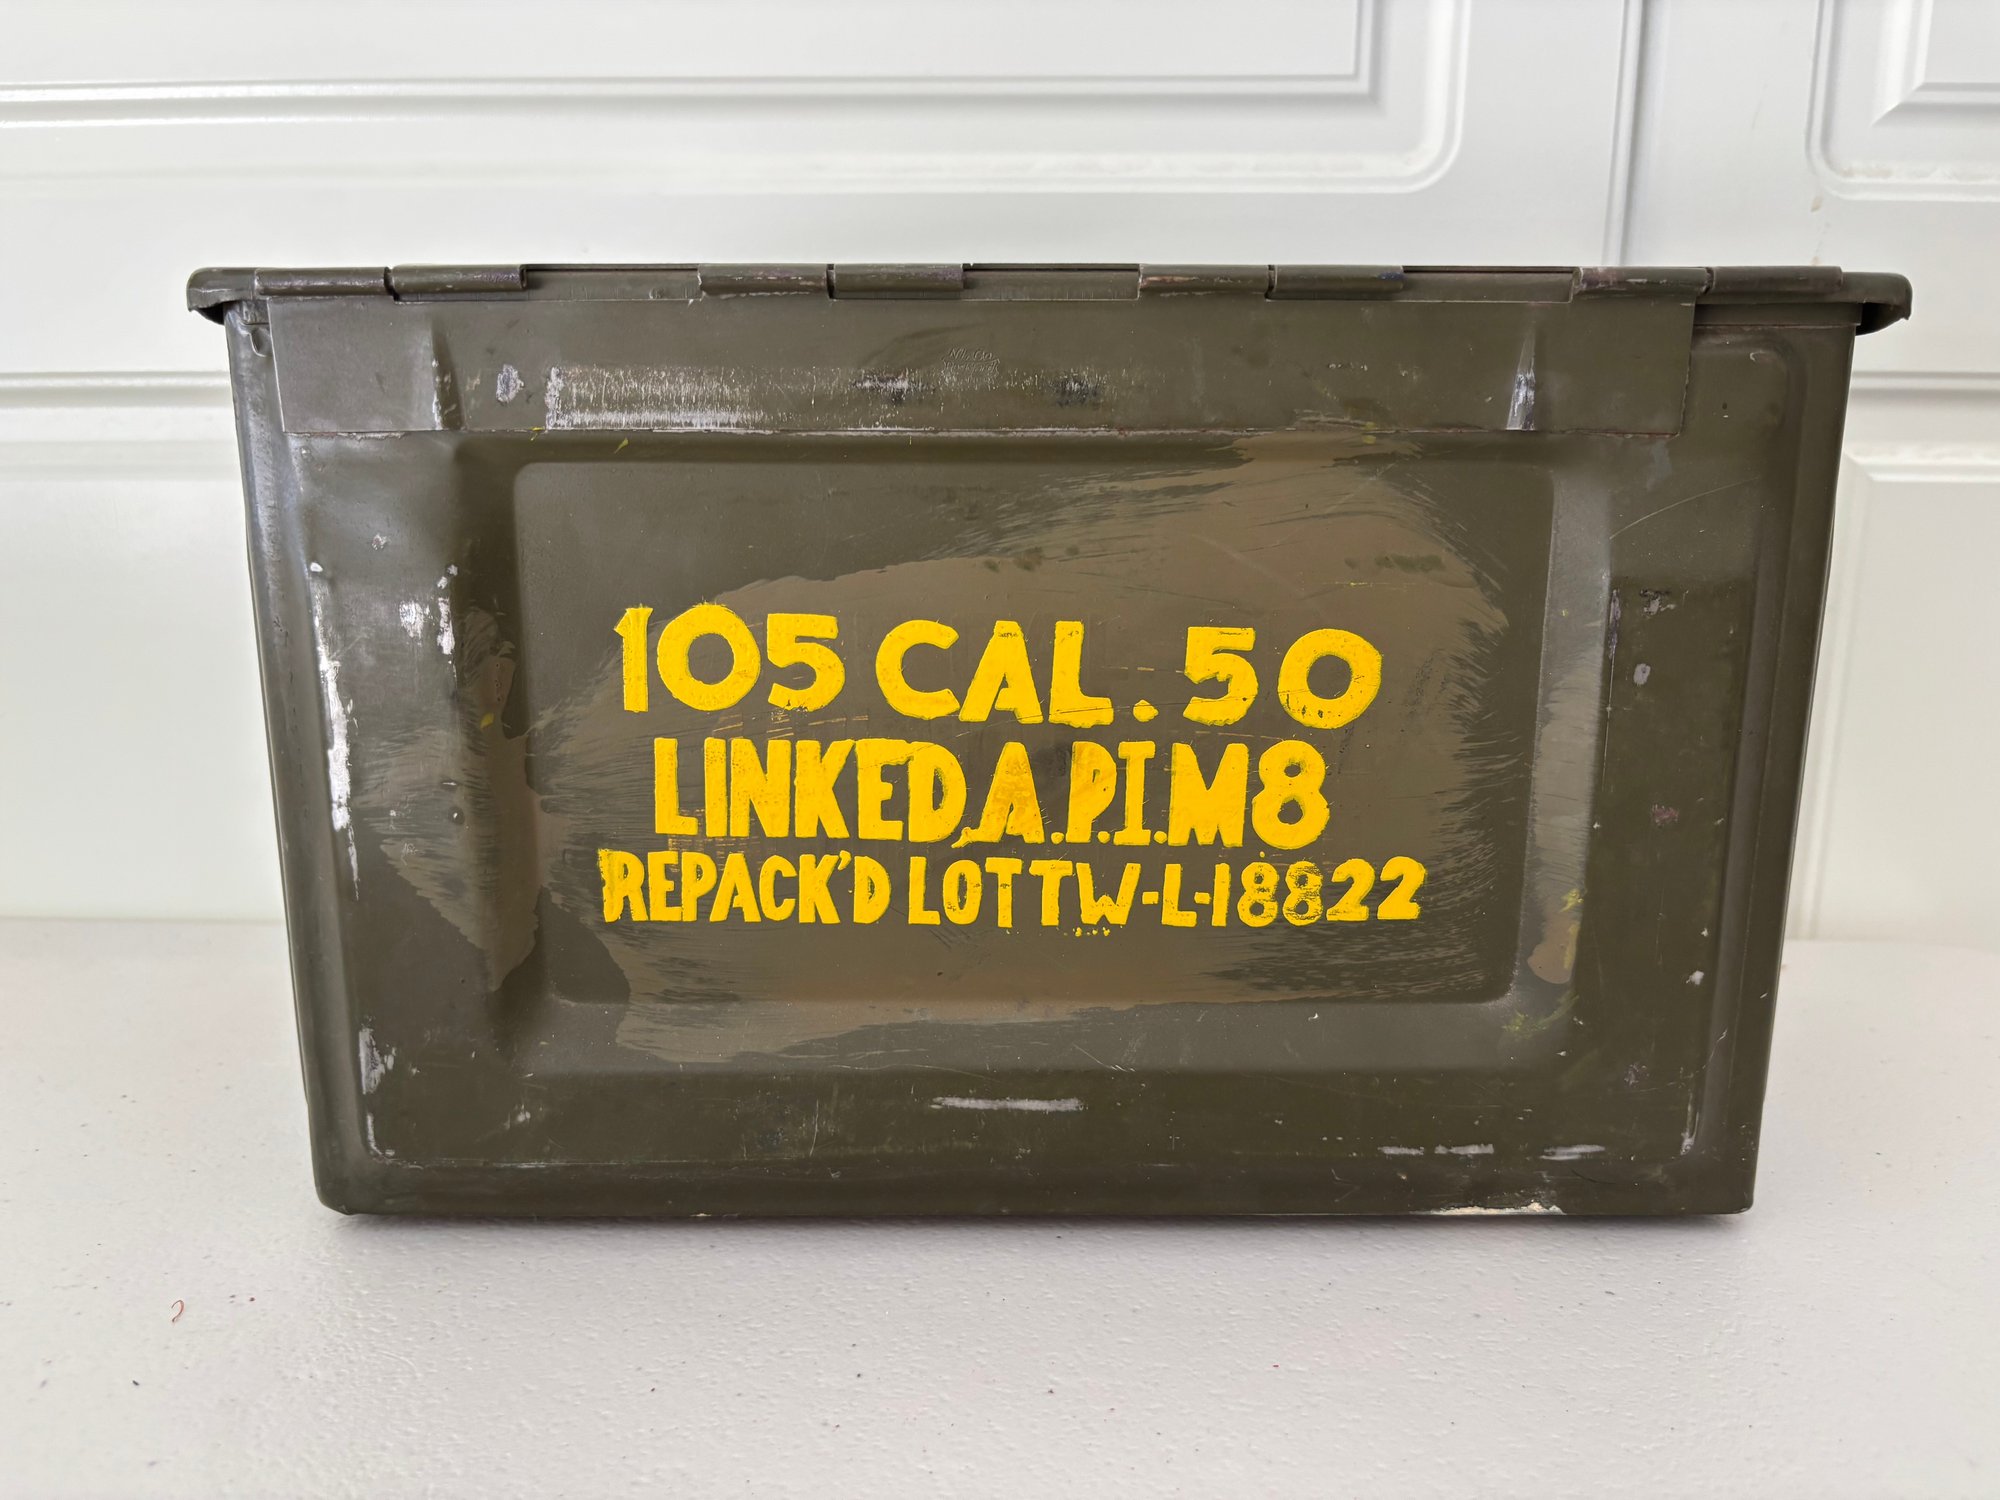 105 CAL. 50
LINKED, A.P.I. M8
REPACK'D LOT TW-L-18822